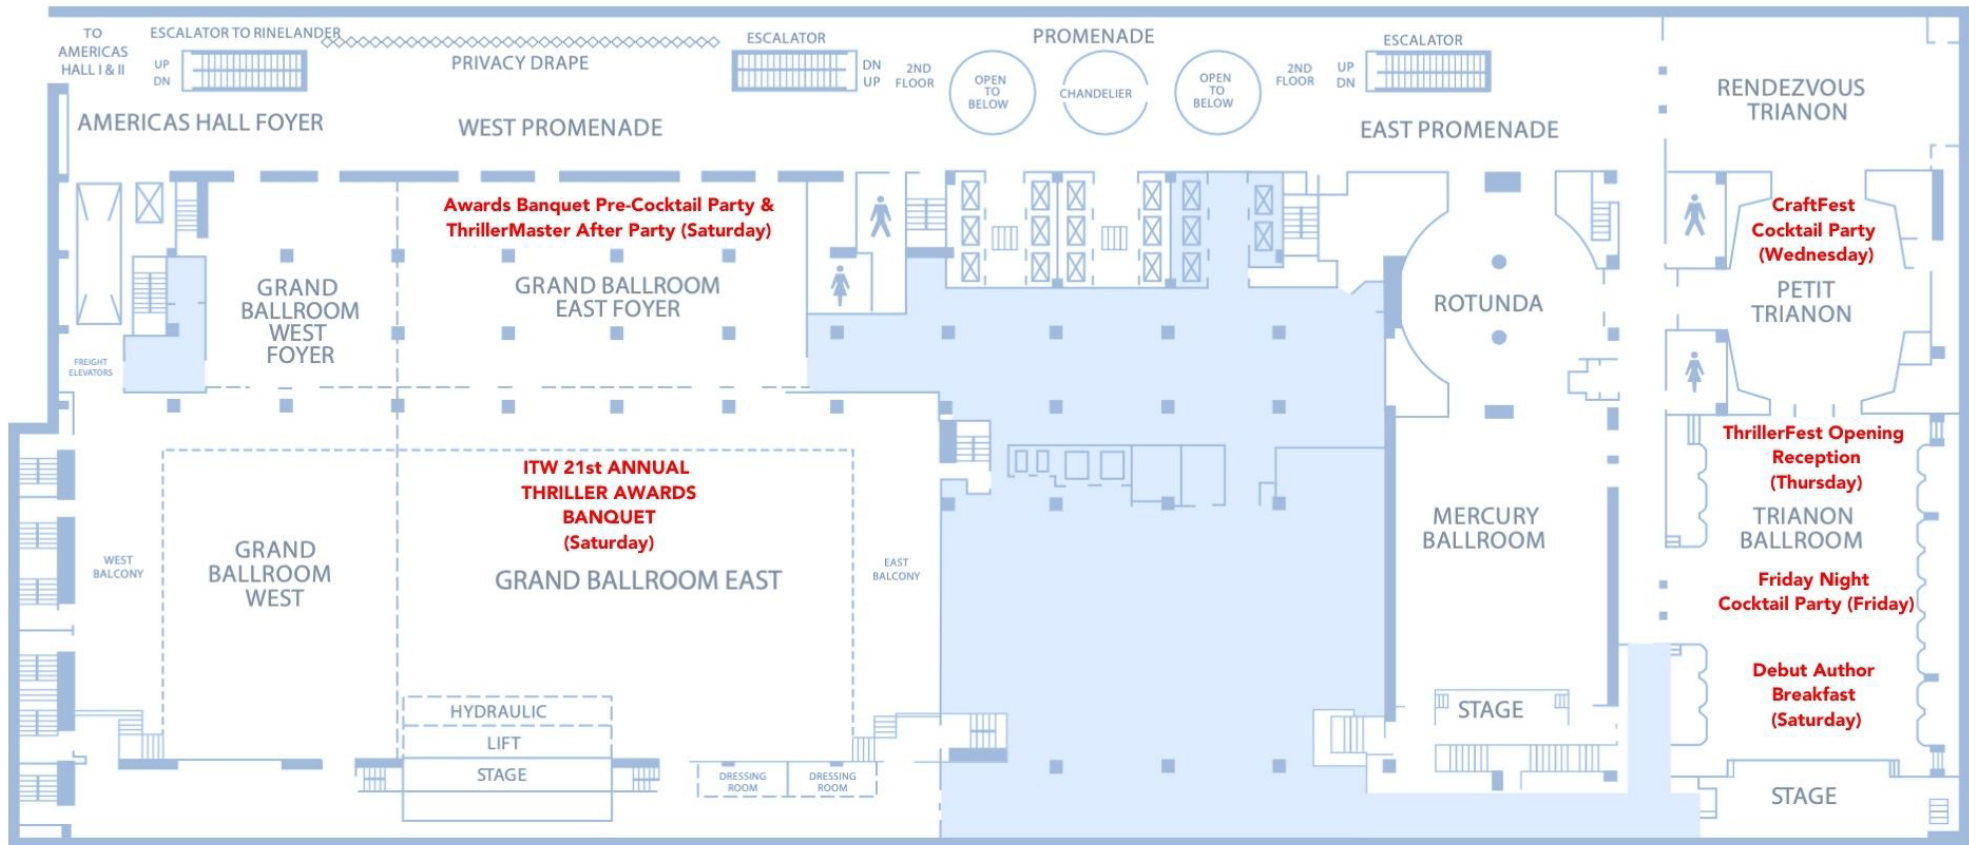 TO
AMERICAS
HALL I & II
ESCALATOR TO RINELANDER
UP
DN
PRIVACY DRAPE
ESCALATOR
DN
UP
2ND
FLOOR
OPEN
TO
BELOW
PROMENADE
CHANDELIER
OPEN
TO
BELOW
2ND
FLOOR
UP
DN
ESCALATOR
RENDEZVOUS
TRIANON
AMERICAS HALL FOYER
WEST PROMENADE
EAST PROMENADE
Awards Banquet Pre-Cocktail Party &
ThrillerMaster After Party (Saturday)
CraftFest
Cocktail Party
(Wednesday)
GRAND
BALLROOM
WEST
FOYER
GRAND BALLROOM
EAST FOYER
ROTUNDA
PETIT
TRIANON
FREIGHT
ELEVATORS
ThrillerFest Opening
Reception
(Thursday)
ITW 21st ANNUAL
THRILLER AWARDS
BANQUET
(Saturday)
MERCURY
BALLROOM
TRIANON
BALLROOM
WEST
BALCONY
GRAND
BALLROOM
WEST
GRAND BALLROOM EAST
EAST
BALCONY
Friday Night
Cocktail Party (Friday)
Debut Author
Breakfast
(Saturday)
HYDRAULIC
LIFT
STAGE
DRESSING
ROOM
DRESSING
ROOM
STAGE
STAGE